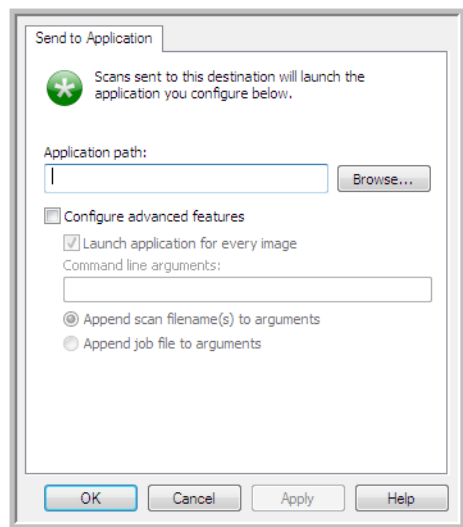 Send to Application
Scans sent to this destination will launch the
application you configure below.
Application path:
Browse...
Configure advanced features
Launch application for every image
Command line arguments:
Append scan filename(s) to arguments
Append job file to arguments
OK Cancel Apply Help